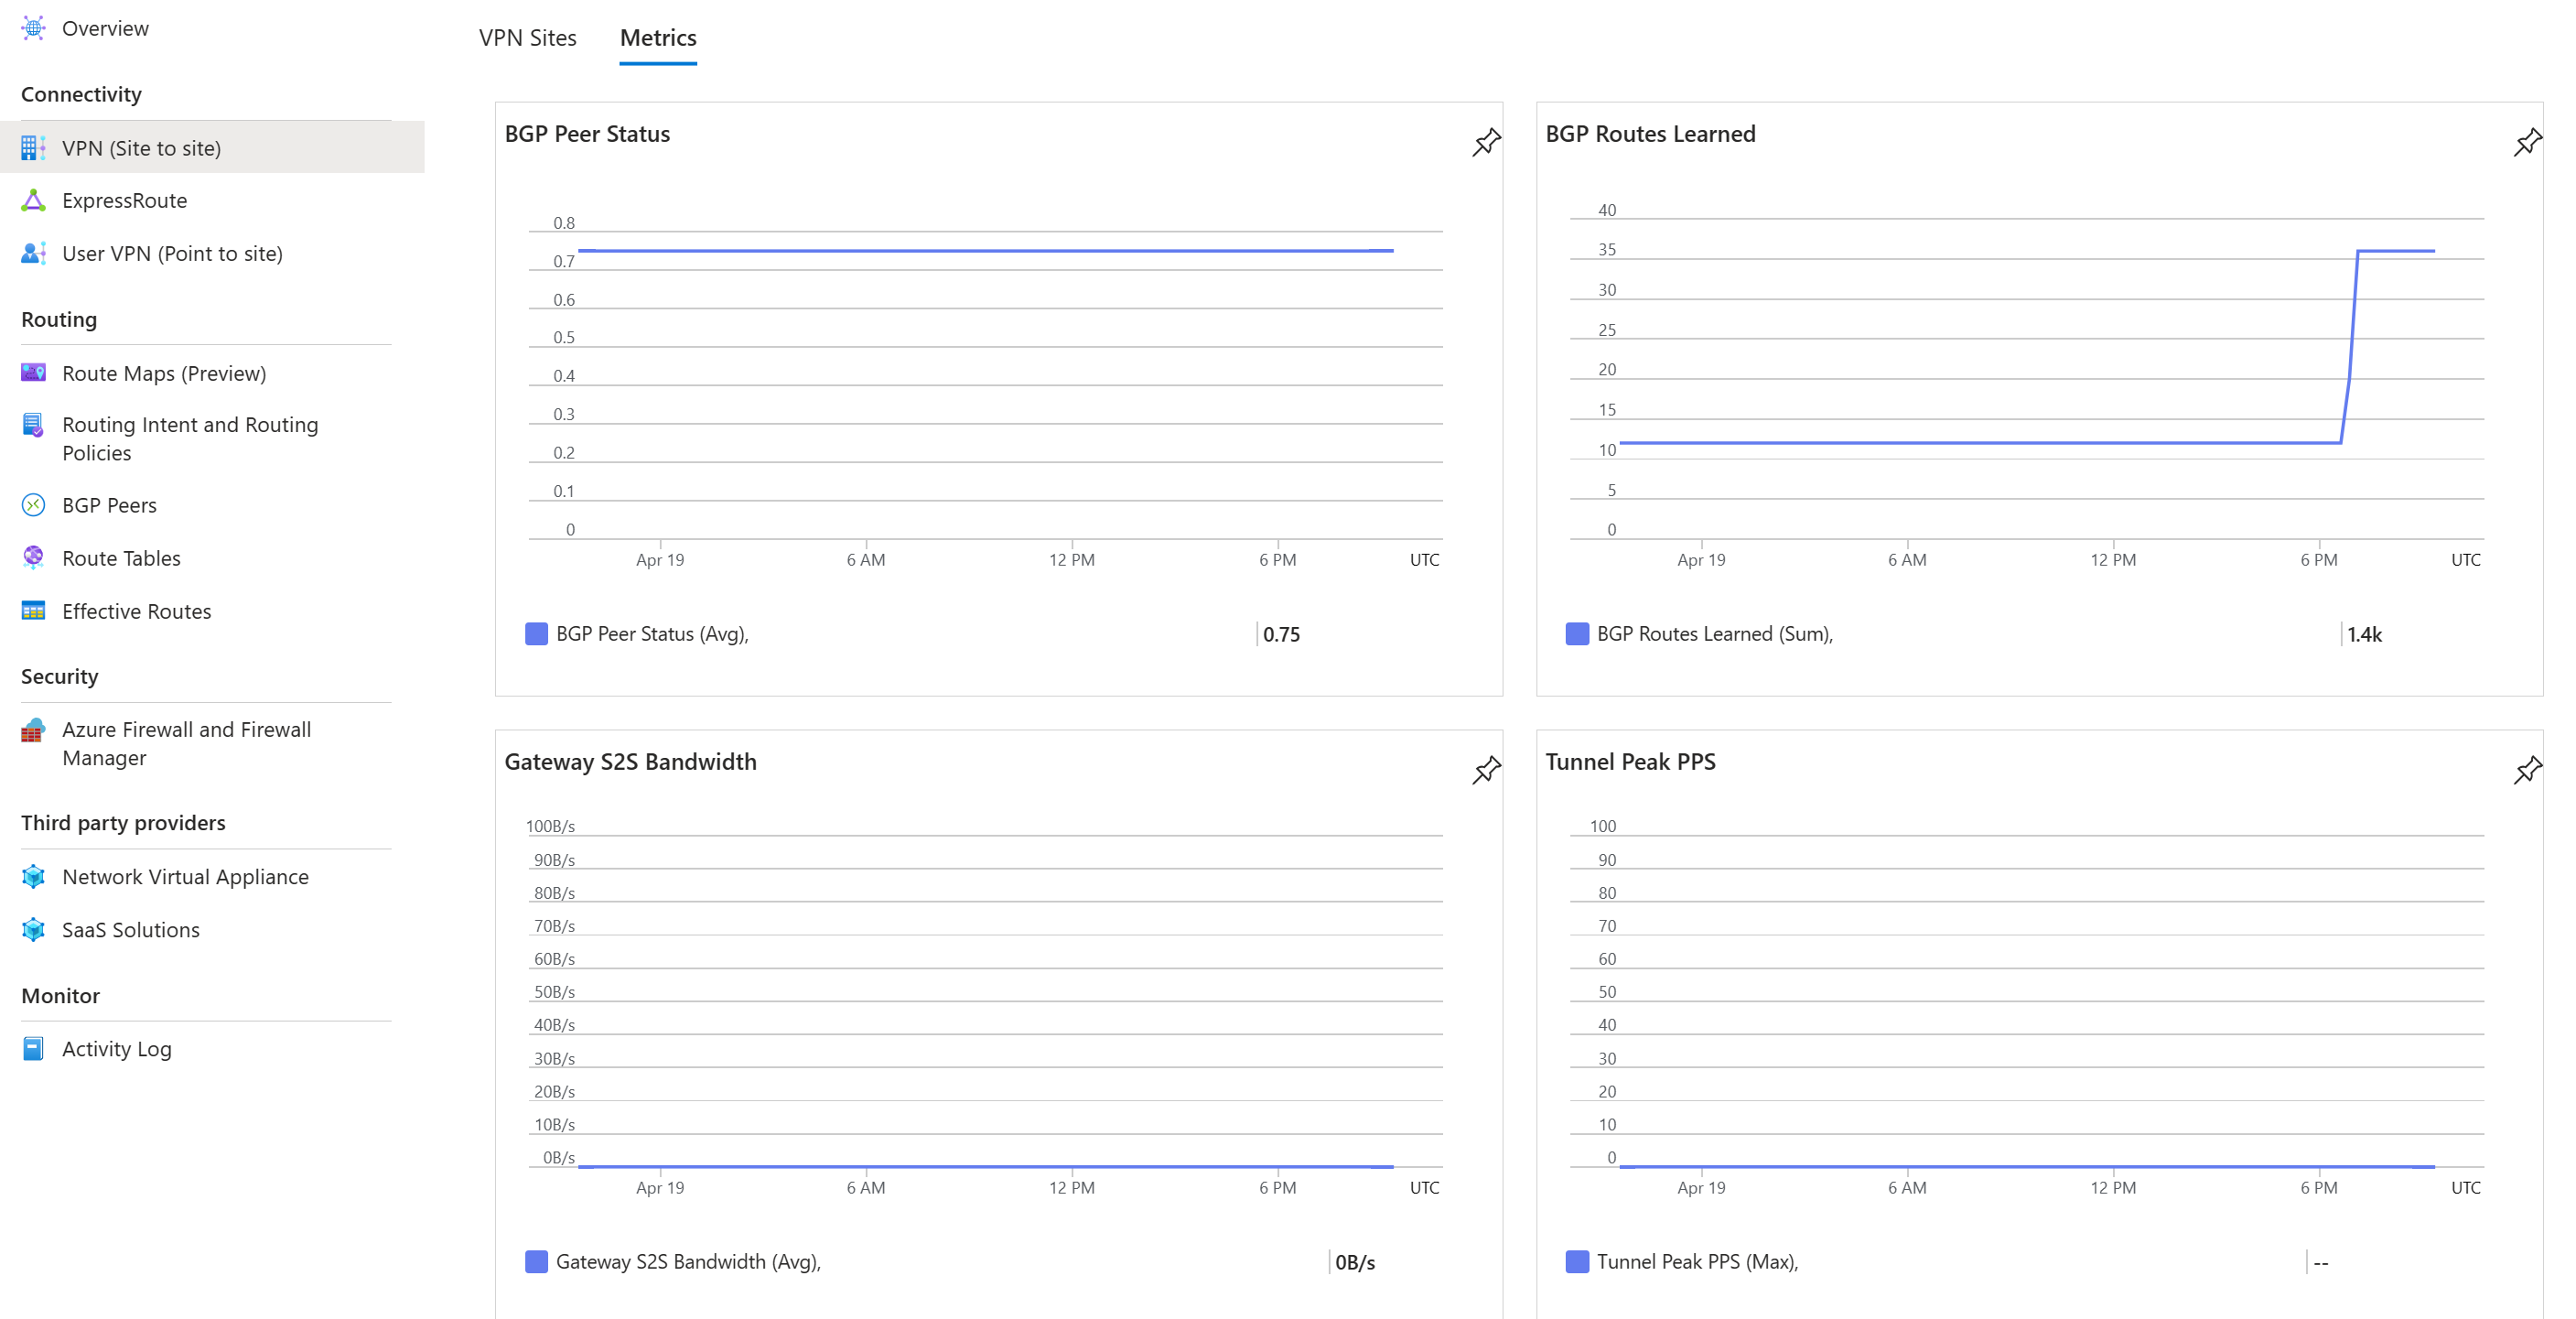 Overview
Connectivity
VPN (Site to site)
ExpressRoute
User VPN (Point to site)
Routing
Route Maps (Preview)
Routing Intent and Routing
Policies
BGP Peers
Route Tables
Effective Routes
Security
Azure Firewall and Firewall
Manager
Third party providers
Network Virtual Appliance
SaaS Solutions
Monitor
Activity Log
VPN Sites
Metrics
BGP Peer Status
0.8
0.7
0.6
0.5
0.4
0.3
0.2
0.1
0
Apr 19 6 AM 12 PM 6 PM UTC
BGP Peer Status (Avg), 0.75
BGP Routes Learned
40
35
30
25
20
15
10
5
0
Apr 19 6 AM 12 PM 6 PM UTC
BGP Routes Learned (Sum), 1.4k
Gateway S2S Bandwidth
100B/s
90B/s
80B/s
70B/s
60B/s
50B/s
40B/s
30B/s
20B/s
10B/s
0B/s
Apr 19 6 AM 12 PM 6 PM UTC
Gateway S2S Bandwidth (Avg), 0B/s
Tunnel Peak PPS
100
90
80
70
60
50
40
30
20
10
0
Apr 19 6 AM 12 PM 6 PM UTC
Tunnel Peak PPS (Max), --